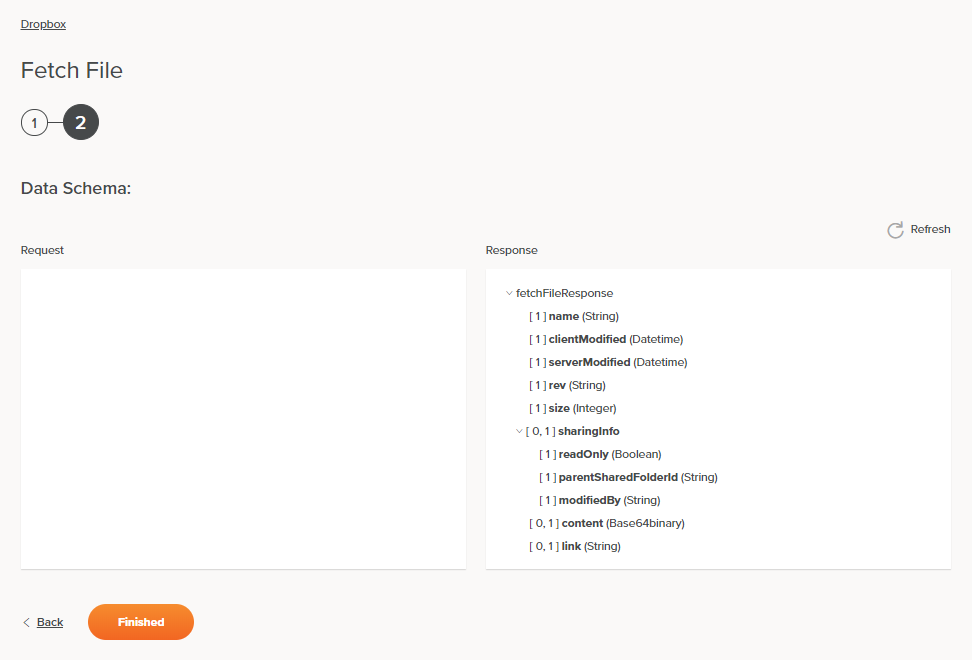 Dropbox
Fetch File
1 2
Data Schema:
Refresh
Request
Response
fetchFileResponse
[ 1 ] name (String)
[ 1 ] clientModified (Datetime)
[ 1 ] serverModified (Datetime)
[ 1 ] rev (String)
[ 1 ] size (Integer)
[ 0, 1 ] sharingInfo
[ 1 ] readOnly (Boolean)
[ 1 ] parentSharedFolderId (String)
[ 1 ] modifiedBy (String)
[ 0, 1 ] content (Base64binary)
[ 0, 1 ] link (String)
Back
Finished